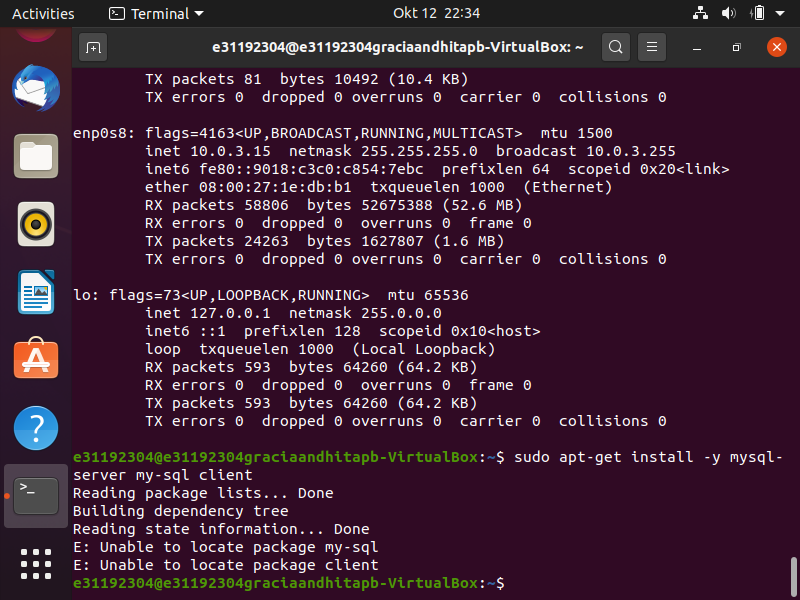 Activities
Terminal
Okt 12 22:34
e31192304@e31192304graciaandhitapb-VirtualBox: ~
TX packets 81  bytes 10492 (10.4 KB)
TX errors 0  dropped 0 overruns 0  carrier 0  collisions 0
enp0s8: flags=4163<UP,BROADCAST,RUNNING,MULTICAST>  mtu 1500
inet 10.0.3.15  netmask 255.255.255.0  broadcast 10.0.3.255
inet6 fe80::9018:c3c0:c854:7ebc  prefixlen 64  scopeid 0x20<link>
ether 08:00:27:1e:db:b1  txqueuelen 1000  (Ethernet)
RX packets 58806  bytes 52675388 (52.6 MB)
RX errors 0  dropped 0  overruns 0  frame 0
TX packets 24263  bytes 1627807 (1.6 MB)
TX errors 0  dropped 0 overruns 0  carrier 0  collisions 0
lo: flags=73<UP,LOOPBACK,RUNNING>  mtu 65536
inet 127.0.0.1  netmask 255.0.0.0
inet6 ::1  prefixlen 128  scopeid 0x10<host>
loop  txqueuelen 1000  (Local Loopback)
RX packets 593  bytes 64260 (64.2 KB)
RX errors 0  dropped 0  overruns 0  frame 0
TX packets 593  bytes 64260 (64.2 KB)
TX errors 0  dropped 0 overruns 0  carrier 0  collisions 0
e31192304@e31192304graciaandhitapb-VirtualBox:~$ sudo apt-get install -y mysql-
server my-sql client
Reading package lists... Done
Building dependency tree
Reading state information... Done
E: Unable to locate package my-sql
E: Unable to locate package client
e31192304@e31192304graciaandhitapb-VirtualBox:~$